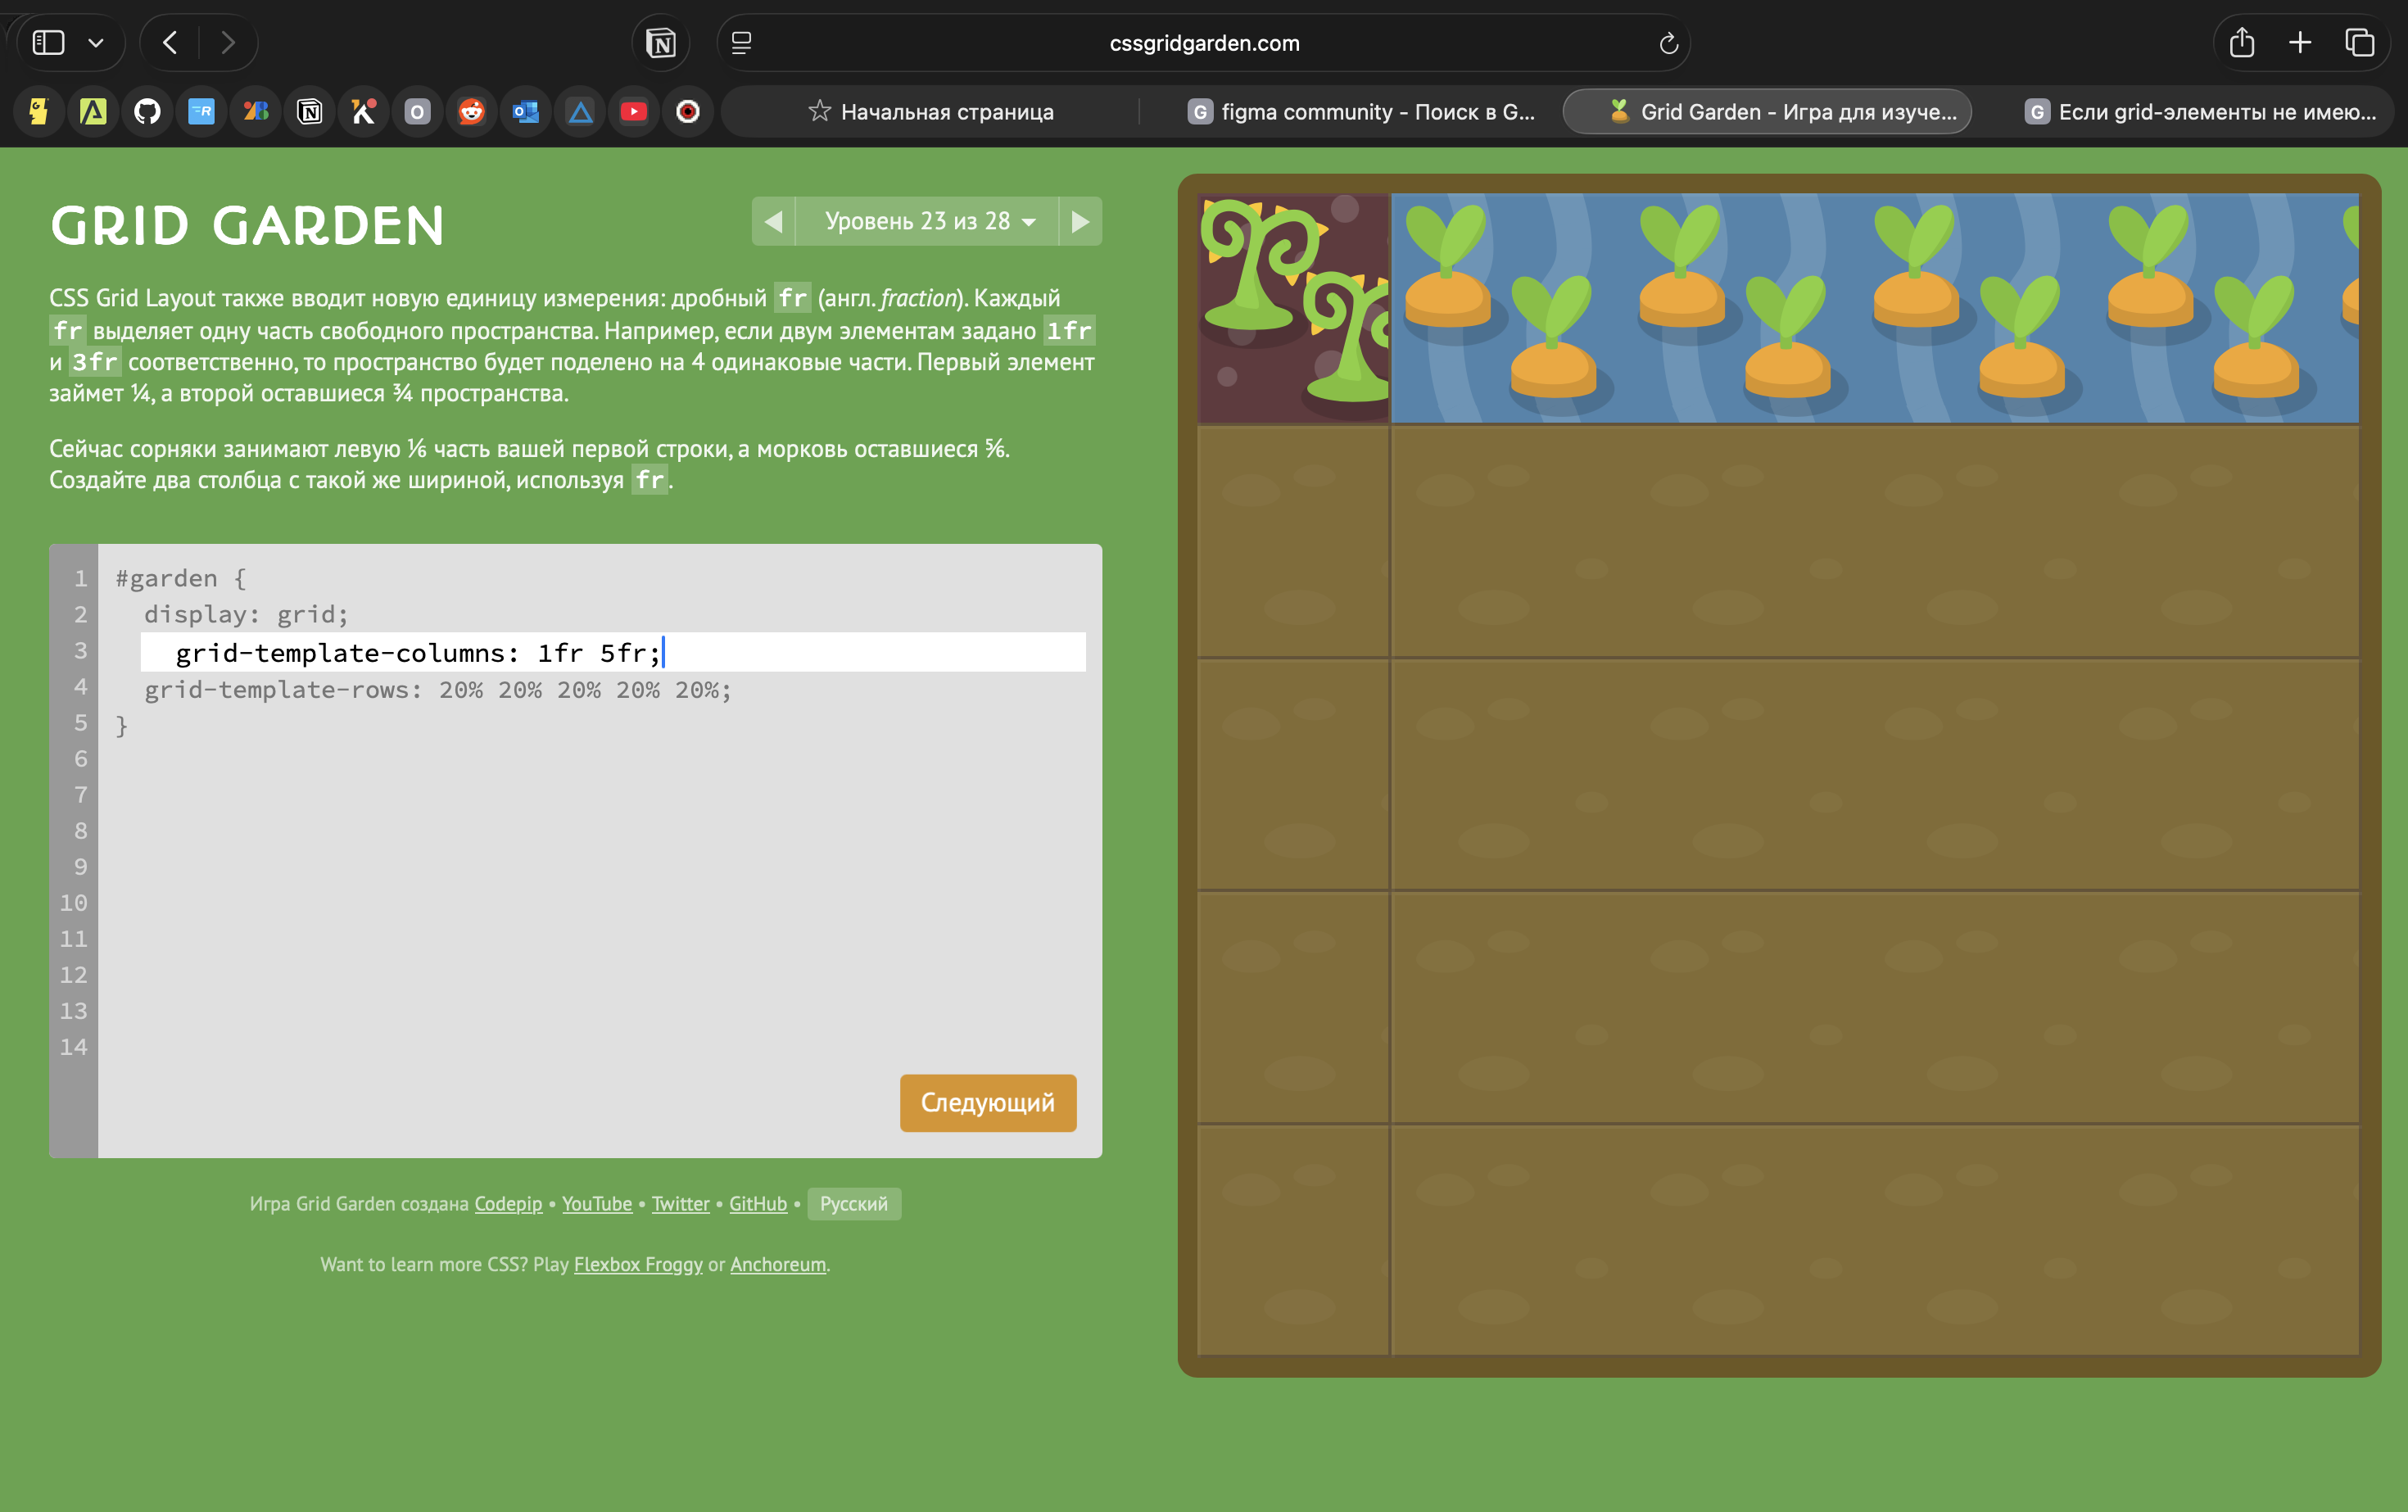 cssgridgarden.com
Начальная страница
figma community - Поиск в G...
Grid Garden - Игра для изуче...
Если grid-элементы не имею...
GRID GARDEN
Уровень 23 из 28
CSS Grid Layout также вводит новую единицу измерения: дробный fr (англ. fraction). Каждый
fr выделяет одну часть свободного пространства. Например, если двум элементам задано 1fr
и 3fr соответственно, то пространство будет поделено на 4 одинаковые части. Первый элемент
займет ¼, а второй оставшиеся ¾ пространства.
Сейчас сорняки занимают левую ⅙ часть вашей первой строки, а морковь оставшиеся ⅚.
Создайте два столбца с такой же шириной, используя fr.
1 #garden {
2 display: grid;
3 grid-template-columns: 1fr 5fr;
4 grid-template-rows: 20% 20% 20% 20% 20%;
5 }
6
7
8
9
10
11
12
13
14
Следующий
Игра Grid Garden создана Codepip • YouTube • Twitter • GitHub • Русский
Want to learn more CSS? Play Flexbox Froggy or Anchoreum.